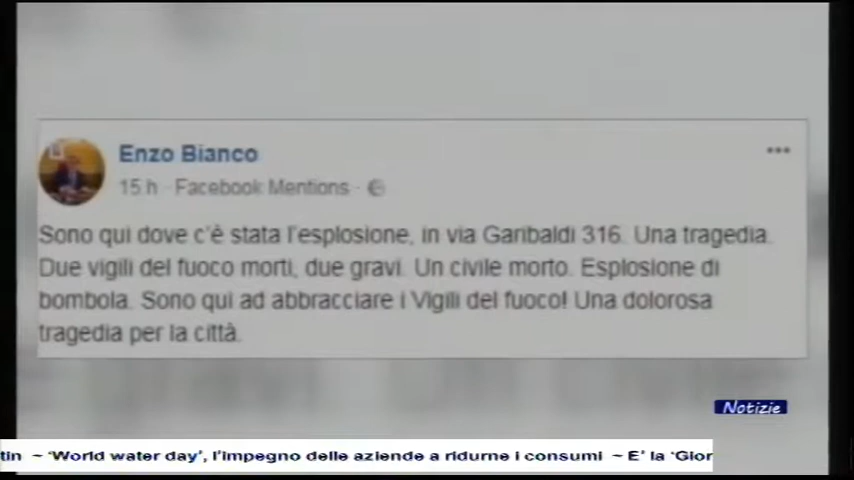 Enzo Bianco
15 h · Facebook Mentions ·
Sono qui dove c'è stata l'esplosione, in via Garibaldi 316. Una tragedia.
Due vigili del fuoco morti, due gravi. Un civile morto. Esplosione di
bombola. Sono qui ad abbracciare i Vigili del fuoco! Una dolorosa
tragedia per la città.
Notizie
tin ~ 'World water day', l'impegno delle aziende a ridurne i consumi ~ E' la 'Gior